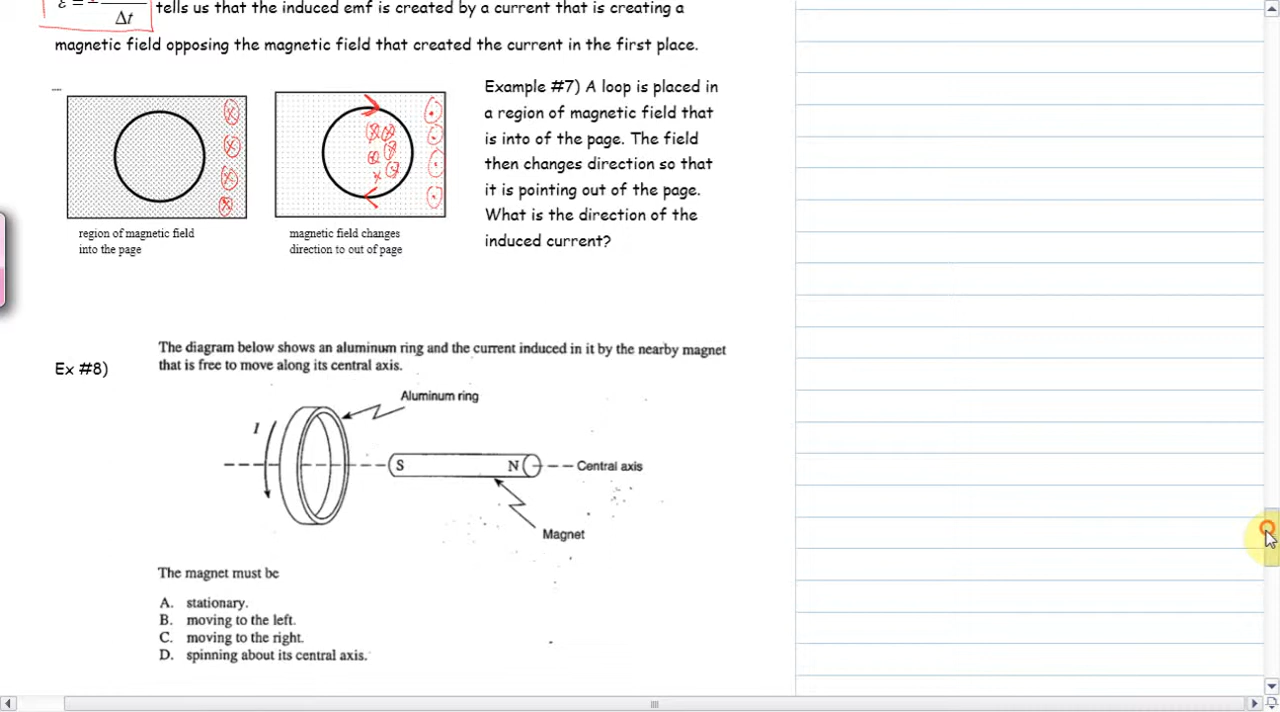 ε =
Δt
tells us that the induced emf is created by a current that is creating a
magnetic field opposing the magnetic field that created the current in the first place.
Example #7) A loop is placed in
a region of magnetic field that
is into of the page. The field
then changes direction so that
it is pointing out of the page.
What is the direction of the
induced current?
region of magnetic field
into the page
magnetic field changes
direction to out of page
Ex #8)
The diagram below shows an aluminum ring and the current induced in it by the nearby magnet
that is free to move along its central axis.
Aluminum ring
I
S
N
Central axis
Magnet
The magnet must be
A. stationary.
B. moving to the left.
C. moving to the right.
D. spinning about its central axis.